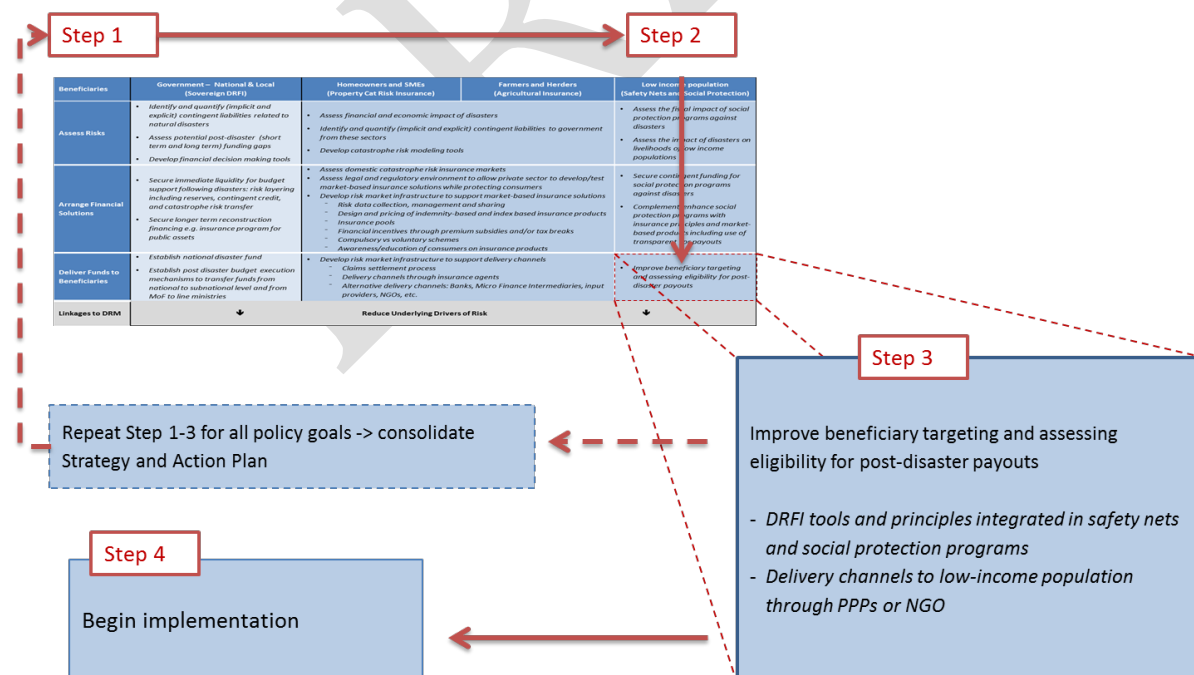 Step 1
Step 2
Beneficiaries
Government – National & Local
(Sovereign DRFI)
Homeowners and SMEs
(Property Cat Risk Insurance)
Farmers and Herders
(Agricultural Insurance)
Low income population
(Safety Nets and Social Protection)
Assess Risks
• Identify and quantify (implicit and
explicit) contingent liabilities related to
natural disasters
• Assess potential post-disaster (short
term and long term) funding gaps
• Develop financial decision making tools
• Assess financial and economic impact of disasters
• Identify and quantify (implicit and explicit) contingent liabilities to government
from these sectors
• Develop catastrophe risk modeling tools
• Assess the fiscal impact of social
protection programs against
disasters
• Assess the impact of disasters on
livelihoods of low income
populations
Arrange Financial
Solutions
• Secure immediate liquidity for budget
support following disasters: risk layering
including reserves, contingent credit,
and catastrophe risk transfer
• Secure longer term reconstruction
financing e.g. insurance program for
public assets
• Assess domestic catastrophe risk insurance markets
• Assess legal and regulatory environment to allow private sector to develop/test
market-based insurance solutions while protecting consumers
• Develop risk market infrastructure to support market-based insurance solutions
- Risk data collection, management and sharing
- Design and pricing of indemnity-based and index based insurance products
- Insurance pools
- Financial incentives through premium subsidies and/or tax breaks
- Compulsory vs voluntary schemes
- Awareness/education of consumers on insurance products
• Secure contingent funding for
social protection programs
against disasters
• Complement/enhance social
protection programs with
insurance principles and market-
based products including use of
transparent payouts
Deliver Funds to
Beneficiaries
• Establish national disaster fund
• Establish post disaster budget execution
mechanisms to transfer funds from
national to subnational level and from
MoF to line ministries
• Develop risk market infrastructure to support delivery channels
- Claims settlement process
- Delivery channels through insurance agents
- Alternative delivery channels: Banks, Micro Finance Intermediaries, input
providers, NGOs, etc.
• Improve beneficiary targeting
and assessing eligibility for post-
disaster payouts
Linkages to DRM
Reduce Underlying Drivers of Risk
Step 3
Improve beneficiary targeting and assessing
eligibility for post-disaster payouts
- DRFI tools and principles integrated in safety nets
and social protection programs
- Delivery channels to low-income population
through PPPs or NGO
Repeat Step 1-3 for all policy goals -> consolidate
Strategy and Action Plan
Step 4
Begin implementation